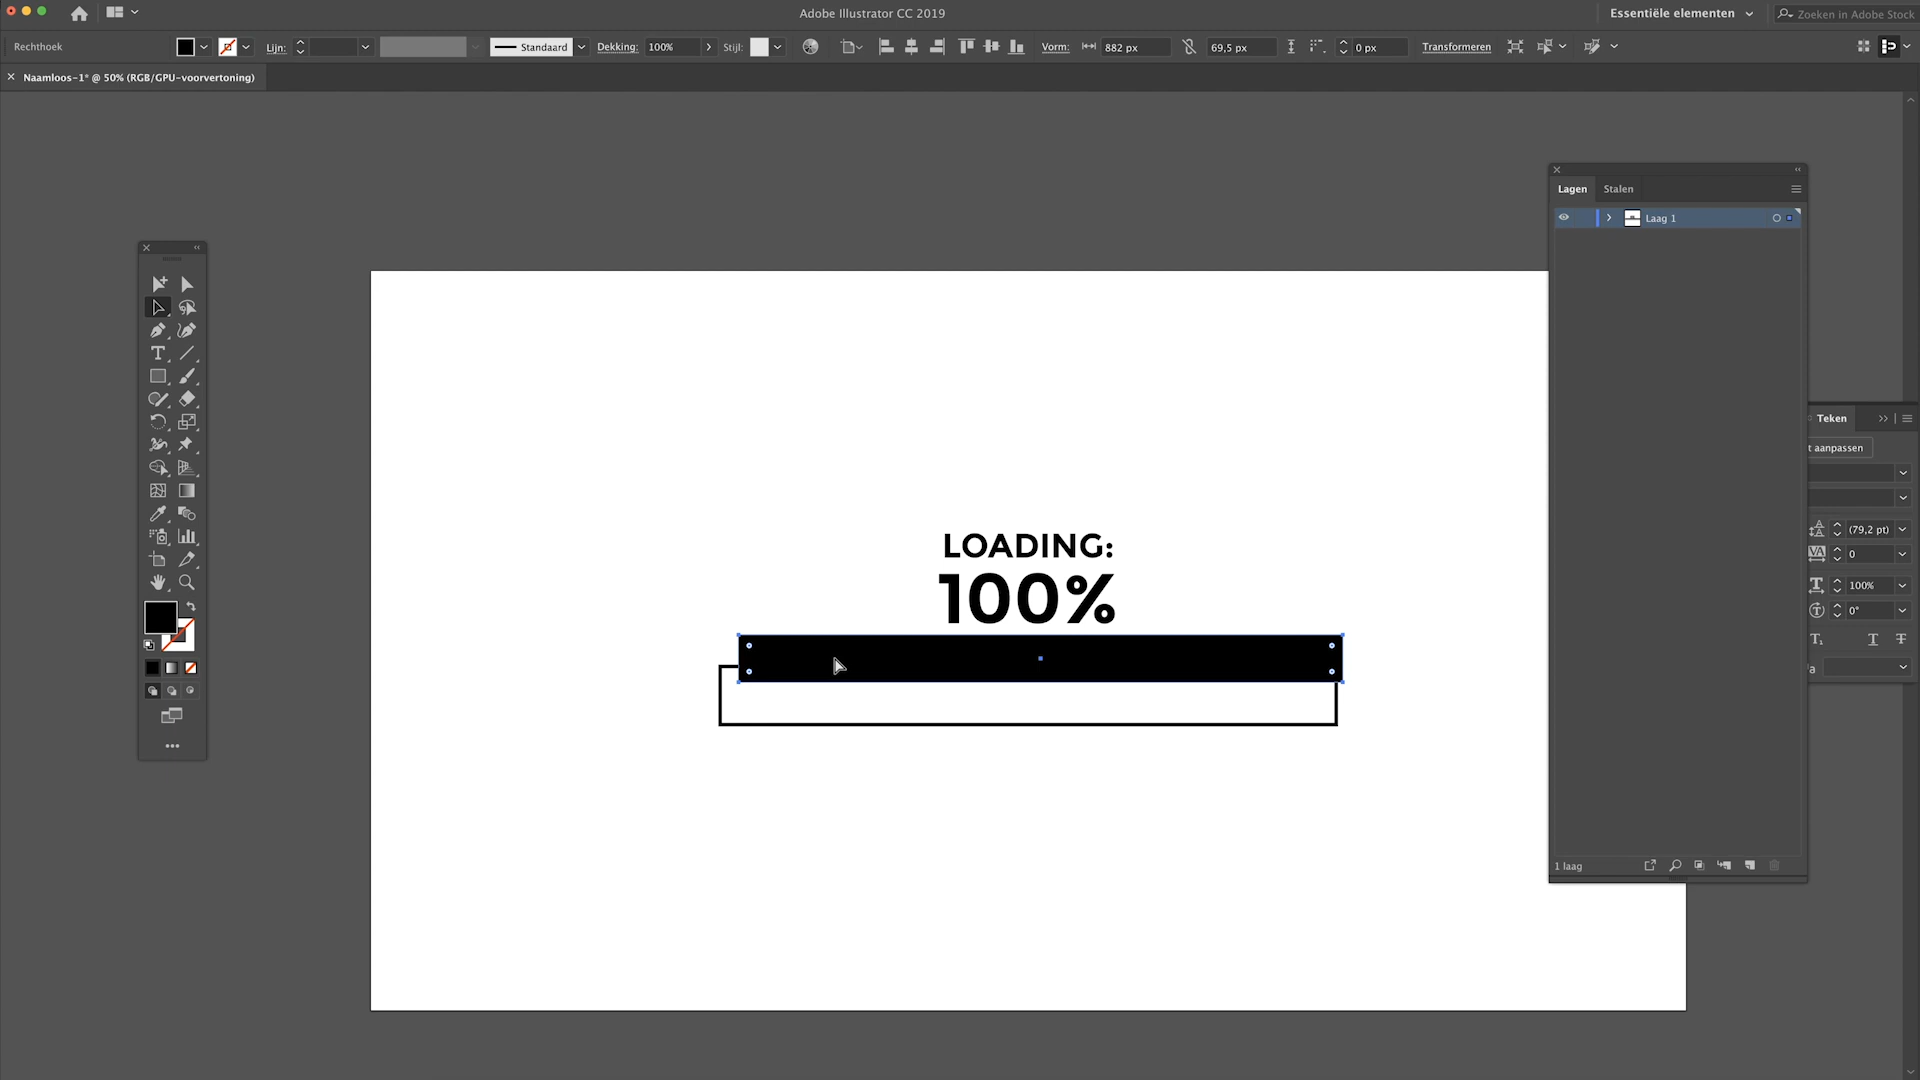 Adobe Illustrator CC 2019
Essentiële elementen
Zoeken in Adobe Stock
Rechthoek
Lijn:
Standaard
Dekking: 100%
Stijl:
Vorm:
882 px
69,5 px
0 px
Transformeren
Naamloos-1* @ 50% (RGB/GPU-voorvertoning)
Lagen
Stalen
Laag 1
LOADING:
100%
Teken
t aanpassen
(79,2 pt)
0
100%
0°
1 laag